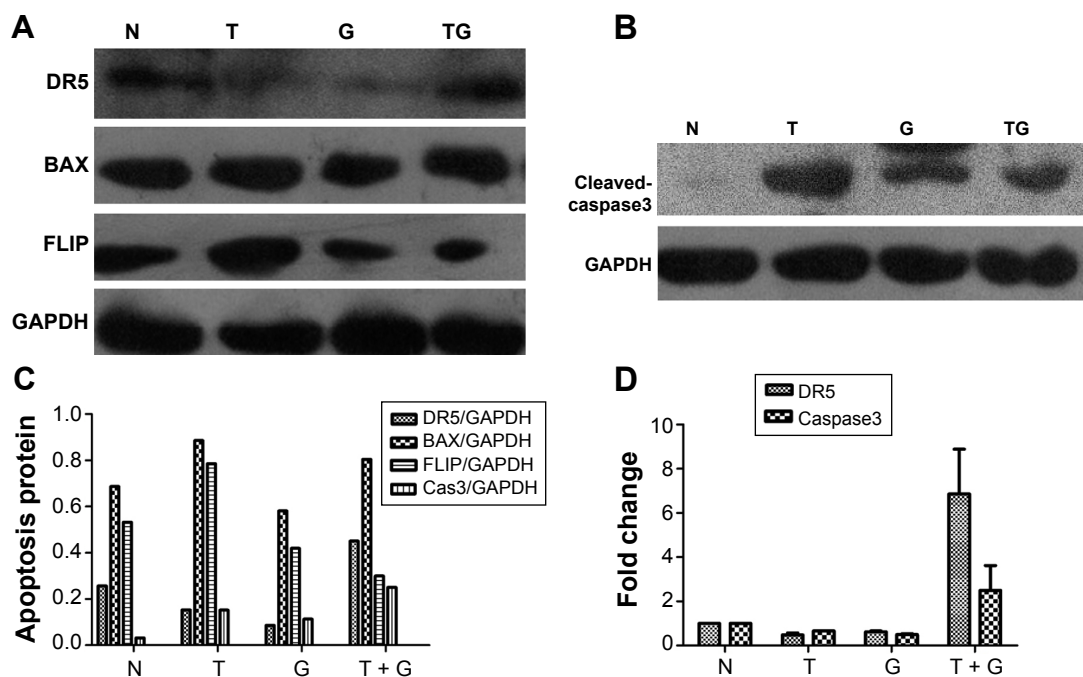 A
N T G TG
DR5
BAX
FLIP
GAPDH
B
N T G TG
Cleaved-
caspase3
GAPDH
C
Apoptosis protein
1.0
0.8
0.6
0.4
0.2
0.0
N T G T + G
DR5/GAPDH
BAX/GAPDH
FLIP/GAPDH
Cas3/GAPDH
D
DR5
Caspase3
Fold change
10
8
6
4
2
0
N T G T + G